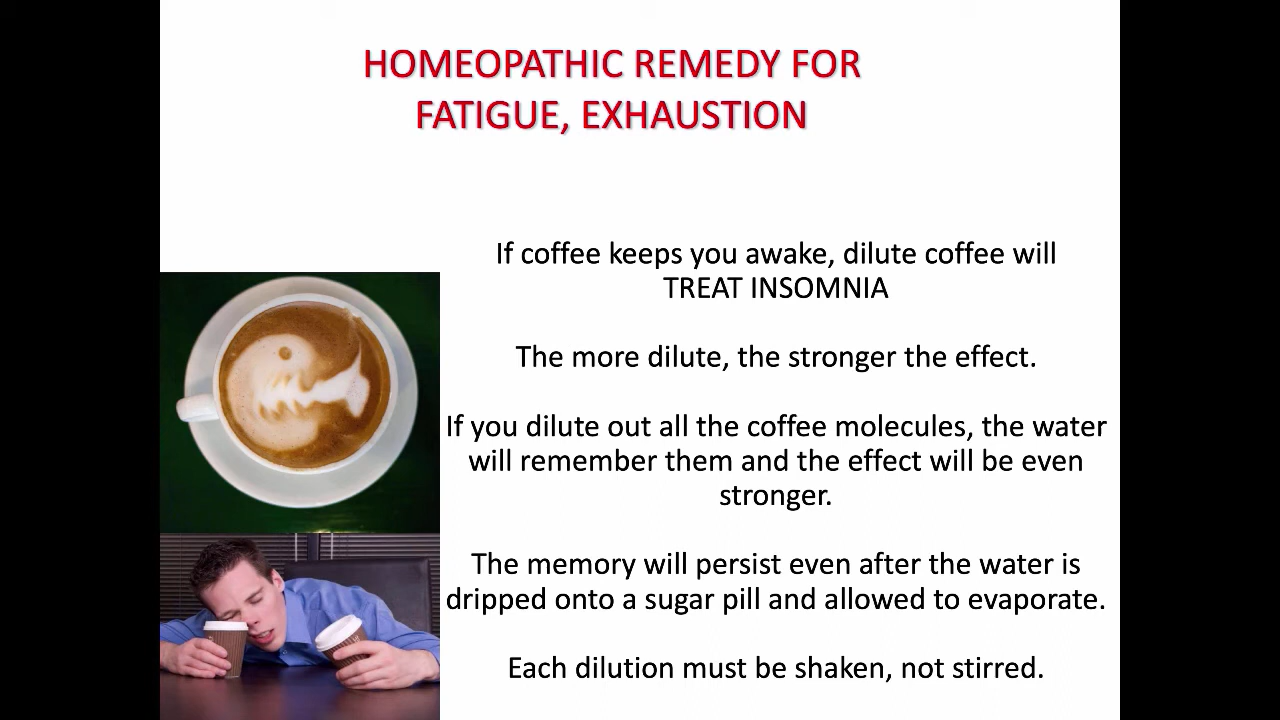 HOMEOPATHIC REMEDY FOR
FATIGUE, EXHAUSTION
If coffee keeps you awake, dilute coffee will
TREAT INSOMNIA
The more dilute, the stronger the effect.
If you dilute out all the coffee molecules, the water
will remember them and the effect will be even
stronger.
The memory will persist even after the water is
dripped onto a sugar pill and allowed to evaporate.
Each dilution must be shaken, not stirred.